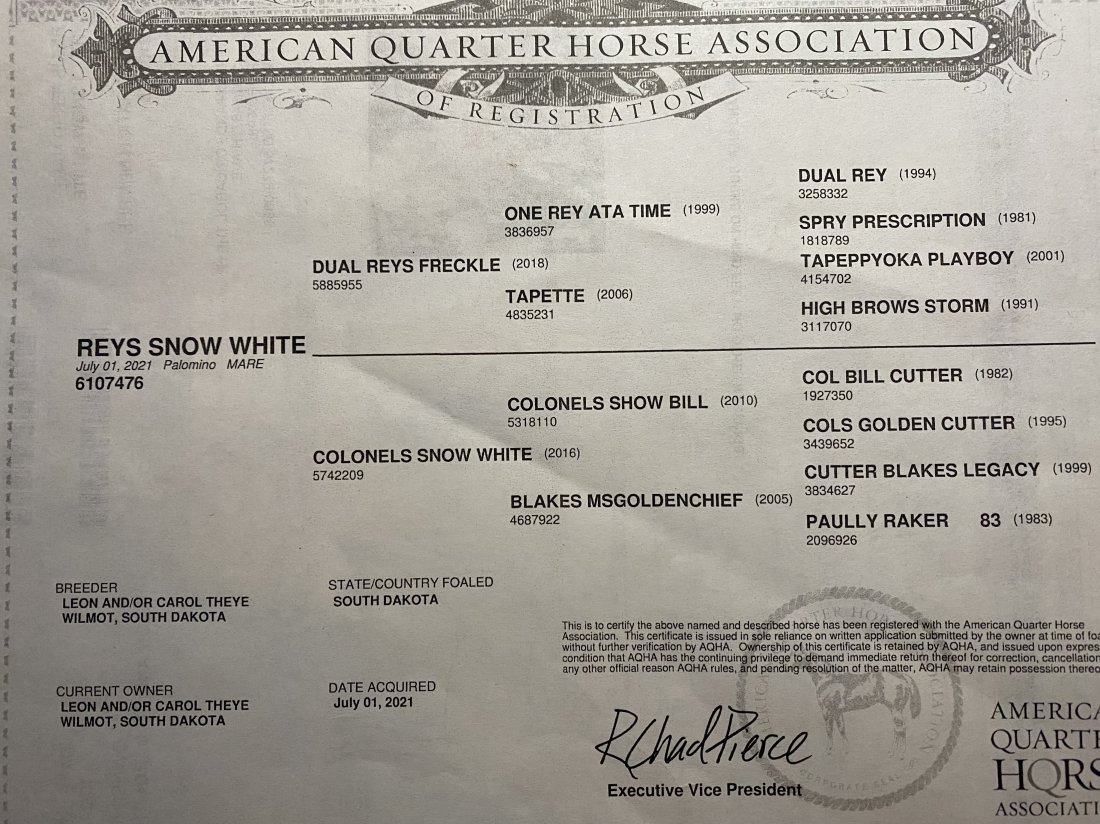 AMERICAN QUARTER HORSE ASSOCIATION
OF REGISTRATION
DUAL REY (1994)
3258332
ONE REY ATA TIME (1999)
3836957
SPRY PRESCRIPTION (1981)
1818789
DUAL REYS FRECKLE (2018)
5885955
TAPEPPYOKA PLAYBOY (2001)
4154702
TAPETTE (2006)
4835231
HIGH BROWS STORM (1991)
3117070
REYS SNOW WHITE
July 01, 2021 Palomino MARE
6107476
COL BILL CUTTER (1982)
1927350
COLONELS SHOW BILL (2010)
5318110
COLS GOLDEN CUTTER (1995)
3439652
COLONELS SNOW WHITE (2016)
5742209
CUTTER BLAKES LEGACY (1999)
3834627
BLAKES MSGOLDENCHIEF (2005)
4687922
PAULLY RAKER 83 (1983)
2096926
BREEDER
LEON AND/OR CAROL THEYE
WILMOT, SOUTH DAKOTA
STATE/COUNTRY FOALED
SOUTH DAKOTA
This is to certify the above named and described horse has been registered with the American Quarter Horse
Association. This certificate is issued in sole reliance on written application submitted by the owner at time of foa
without further verification by AQHA. Ownership of this certificate is retained by AQHA, and issued upon expres
condition that AQHA has the continuing privilege to demand immediate return thereof for correction, cancellation
any other official reason AQHA rules, and pending resolution of the matter, AQHA may retain possession thereo
CURRENT OWNER
LEON AND/OR CAROL THEYE
WILMOT, SOUTH DAKOTA
DATE ACQUIRED
July 01, 2021
R Chad Pierce
Executive Vice President
CORPORATE SEAL
AMERICA
QUARTE
HORS
ASSOCIATI